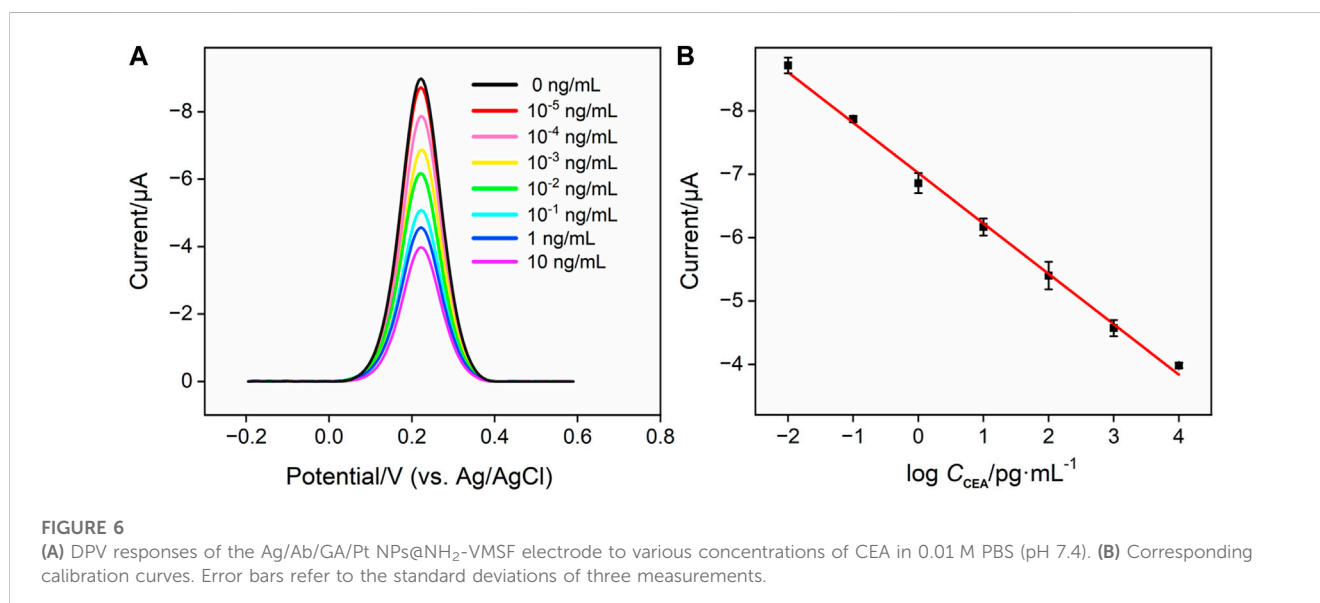 A
Current/μA
−8
−6
−4
−2
0
−0.2
0.0
0.2
0.4
0.6
0.8
Potential/V (vs. Ag/AgCl)
0 ng/mL
10⁻⁵ ng/mL
10⁻⁴ ng/mL
10⁻³ ng/mL
10⁻² ng/mL
10⁻¹ ng/mL
1 ng/mL
10 ng/mL
B
Current/μA
−8
−7
−6
−5
−4
−2
−1
0
1
2
3
4
log C_CEA/pg·mL⁻¹
FIGURE 6
(A) DPV responses of the Ag/Ab/GA/Pt NPs@NH₂-VMSF electrode to various concentrations of CEA in 0.01 M PBS (pH 7.4). (B) Corresponding
calibration curves. Error bars refer to the standard deviations of three measurements.